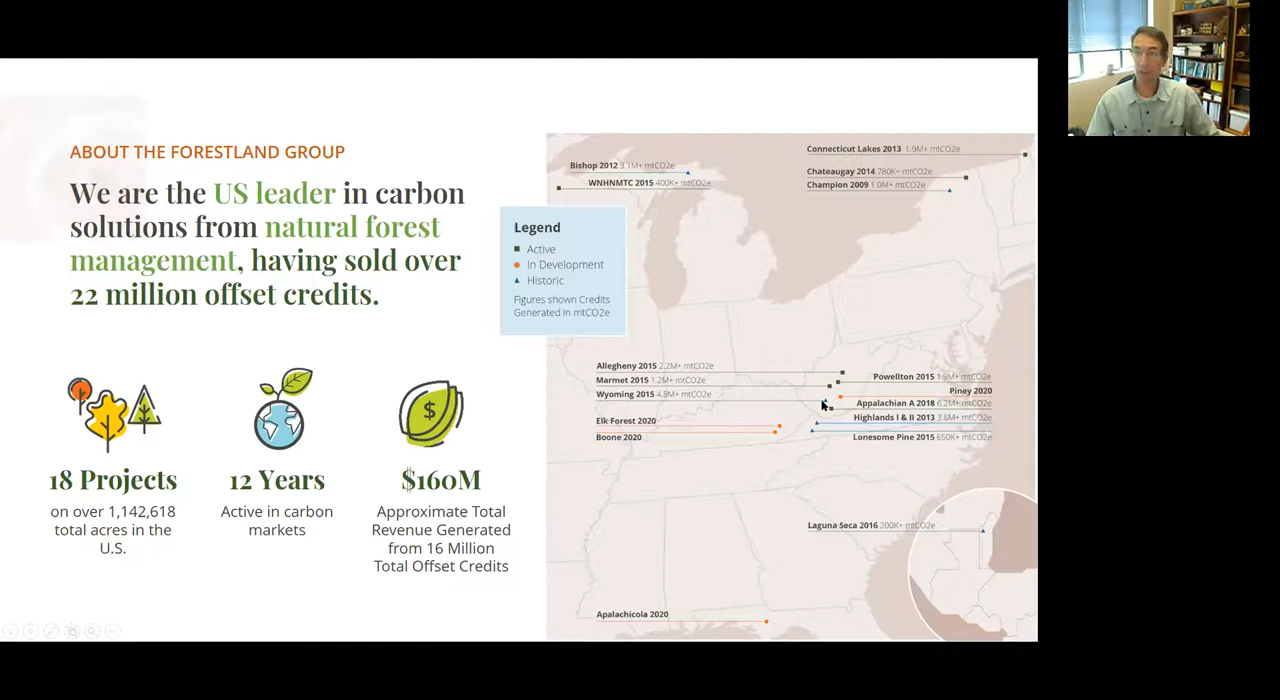 ABOUT THE FORESTLAND GROUP
We are the US leader in carbon
solutions from natural forest
management, having sold over
22 million offset credits.
$
18 Projects
on over 1,142,618
total acres in the
U.S.
12 Years
Active in carbon
markets
$160M
Approximate Total
Revenue Generated
from 16 Million
Total Offset Credits
Bishop 2012 3.1M+ mtCO2e
WNHNMTC 2015 400K+ mtCO2e
Connecticut Lakes 2013 1.9M+ mtCO2e
Chateaugay 2014 780K+ mtCO2e
Champion 2009 1.0M+ mtCO2e
Legend
Active
In Development
Historic
Figures shown Credits
Generated in mtCO2e
Allegheny 2015 2.2M+ mtCO2e
Marmet 2015 1.2M+ mtCO2e
Wyoming 2015 4.8M+ mtCO2e
Elk Forest 2020
Boone 2020
Powellton 2015 1.9M+ mtCO2e
Piney 2020
Appalachian A 2018 6.2M+ mtCO2e
Highlands I & II 2013 3.8M+ mtCO2e
Lonesome Pine 2015 650K+ mtCO2e
Laguna Seca 2016 200K+ mtCO2e
Apalachicola 2020